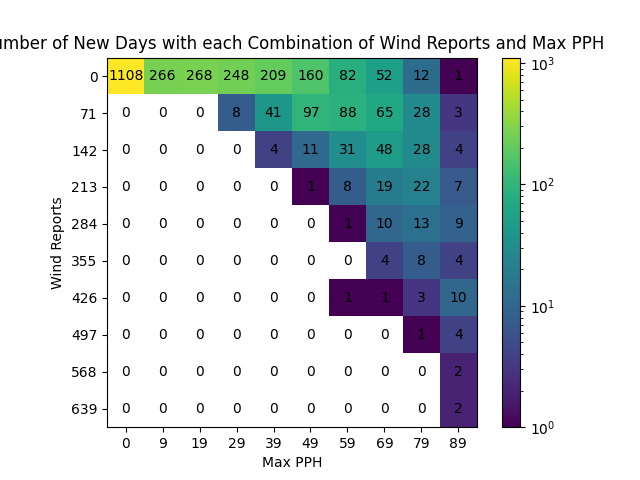 umber of New Days with each Combination of Wind Reports and Max PPH
0 1108 266 268 248 209 160 82 52 12 1
71 0 0 0 8 41 97 88 65 28 3
142 0 0 0 0 4 11 31 48 28 4
213 0 0 0 0 0 1 8 19 22 7
284 0 0 0 0 0 0 1 10 13 9
355 0 0 0 0 0 0 0 4 8 4
426 0 0 0 0 0 0 1 1 3 10
497 0 0 0 0 0 0 0 0 1 4
568 0 0 0 0 0 0 0 0 0 2
639 0 0 0 0 0 0 0 0 0 2
0 9 19 29 39 49 59 69 79 89
Max PPH
Wind Reports
10³
10²
10¹
10⁰